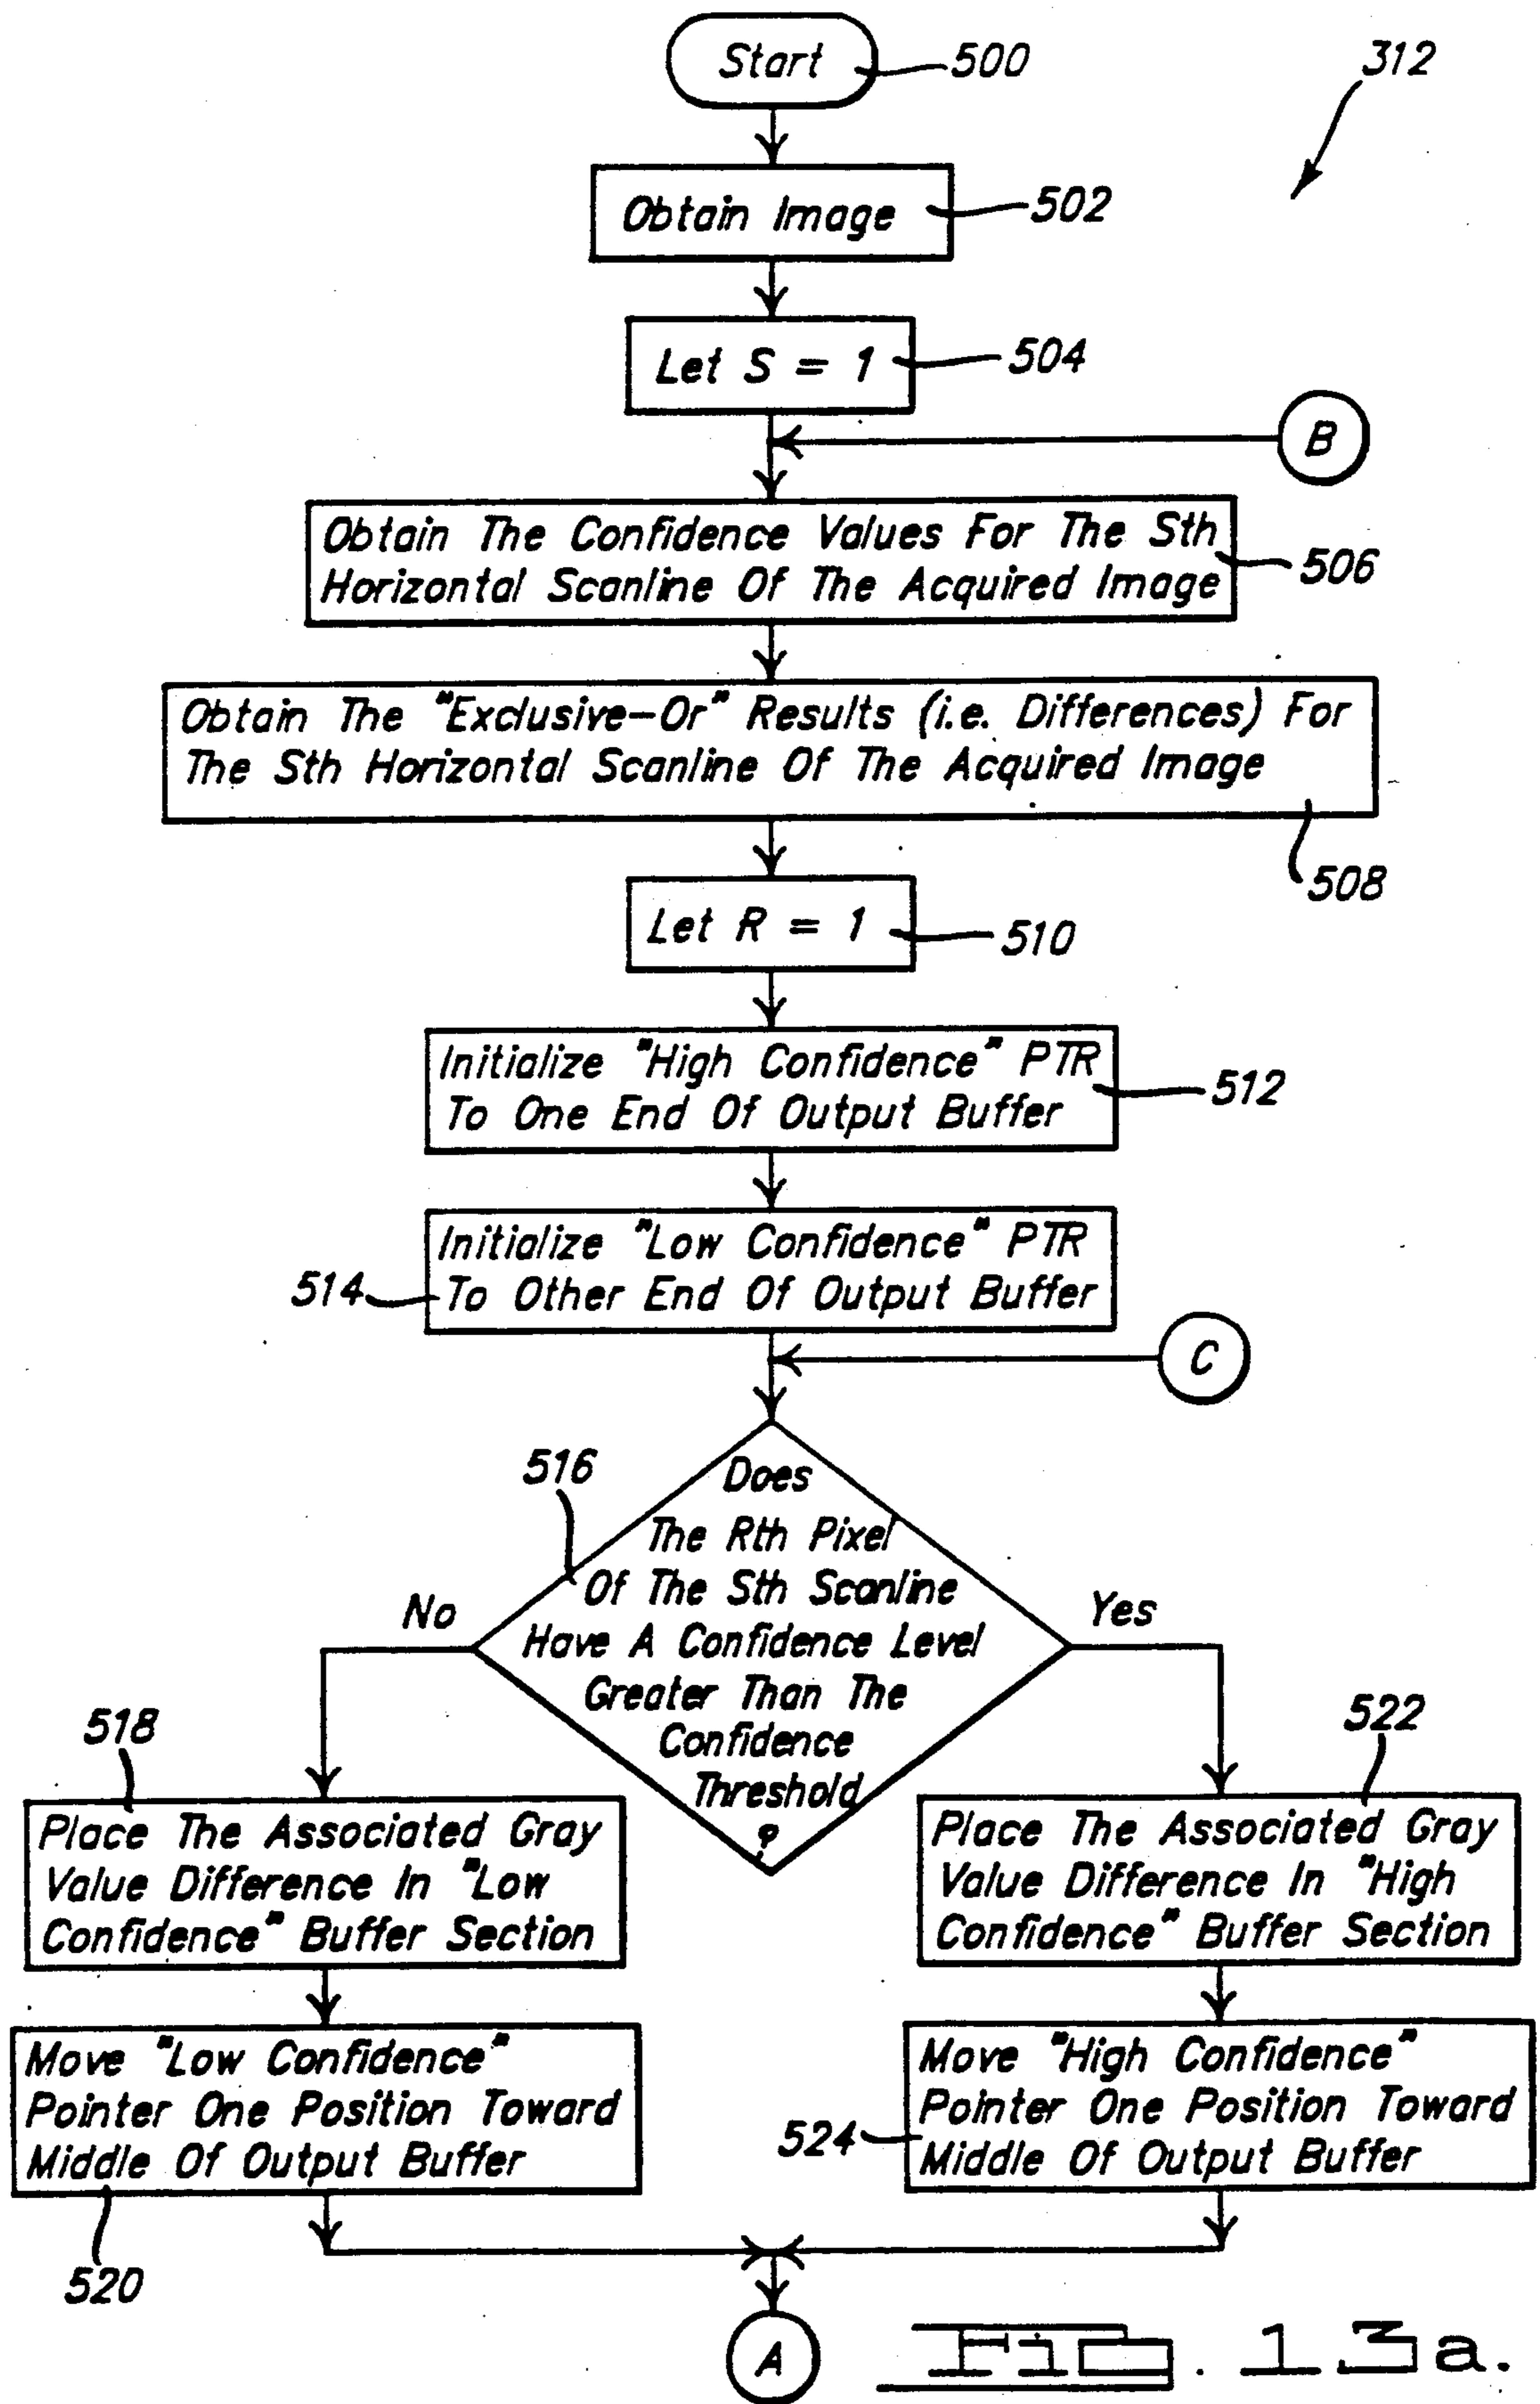 Start
500
312
Obtain Image
502
Let S = 1
504
B
Obtain The Confidence Values For The Sth
Horizontal Scanline Of The Acquired Image
506
Obtain The "Exclusive-Or" Results (i.e. Differences) For
The Sth Horizontal Scanline Of The Acquired Image
508
Let R = 1
510
Initialize "High Confidence" PTR
To One End Of Output Buffer
512
Initialize "Low Confidence" PTR
To Other End Of Output Buffer
514
C
516
Does
The Rth Pixel
Of The Sth Scanline
Have A Confidence Level
Greater Than The
Confidence
Threshold
?
No
Yes
518
Place The Associated Gray
Value Difference In "Low
Confidence" Buffer Section
522
Place The Associated Gray
Value Difference In "High
Confidence" Buffer Section
Move "Low Confidence"
Pointer One Position Toward
Middle Of Output Buffer
520
Move "High Confidence"
Pointer One Position Toward
Middle Of Output Buffer
524
A
FIG. 13a.